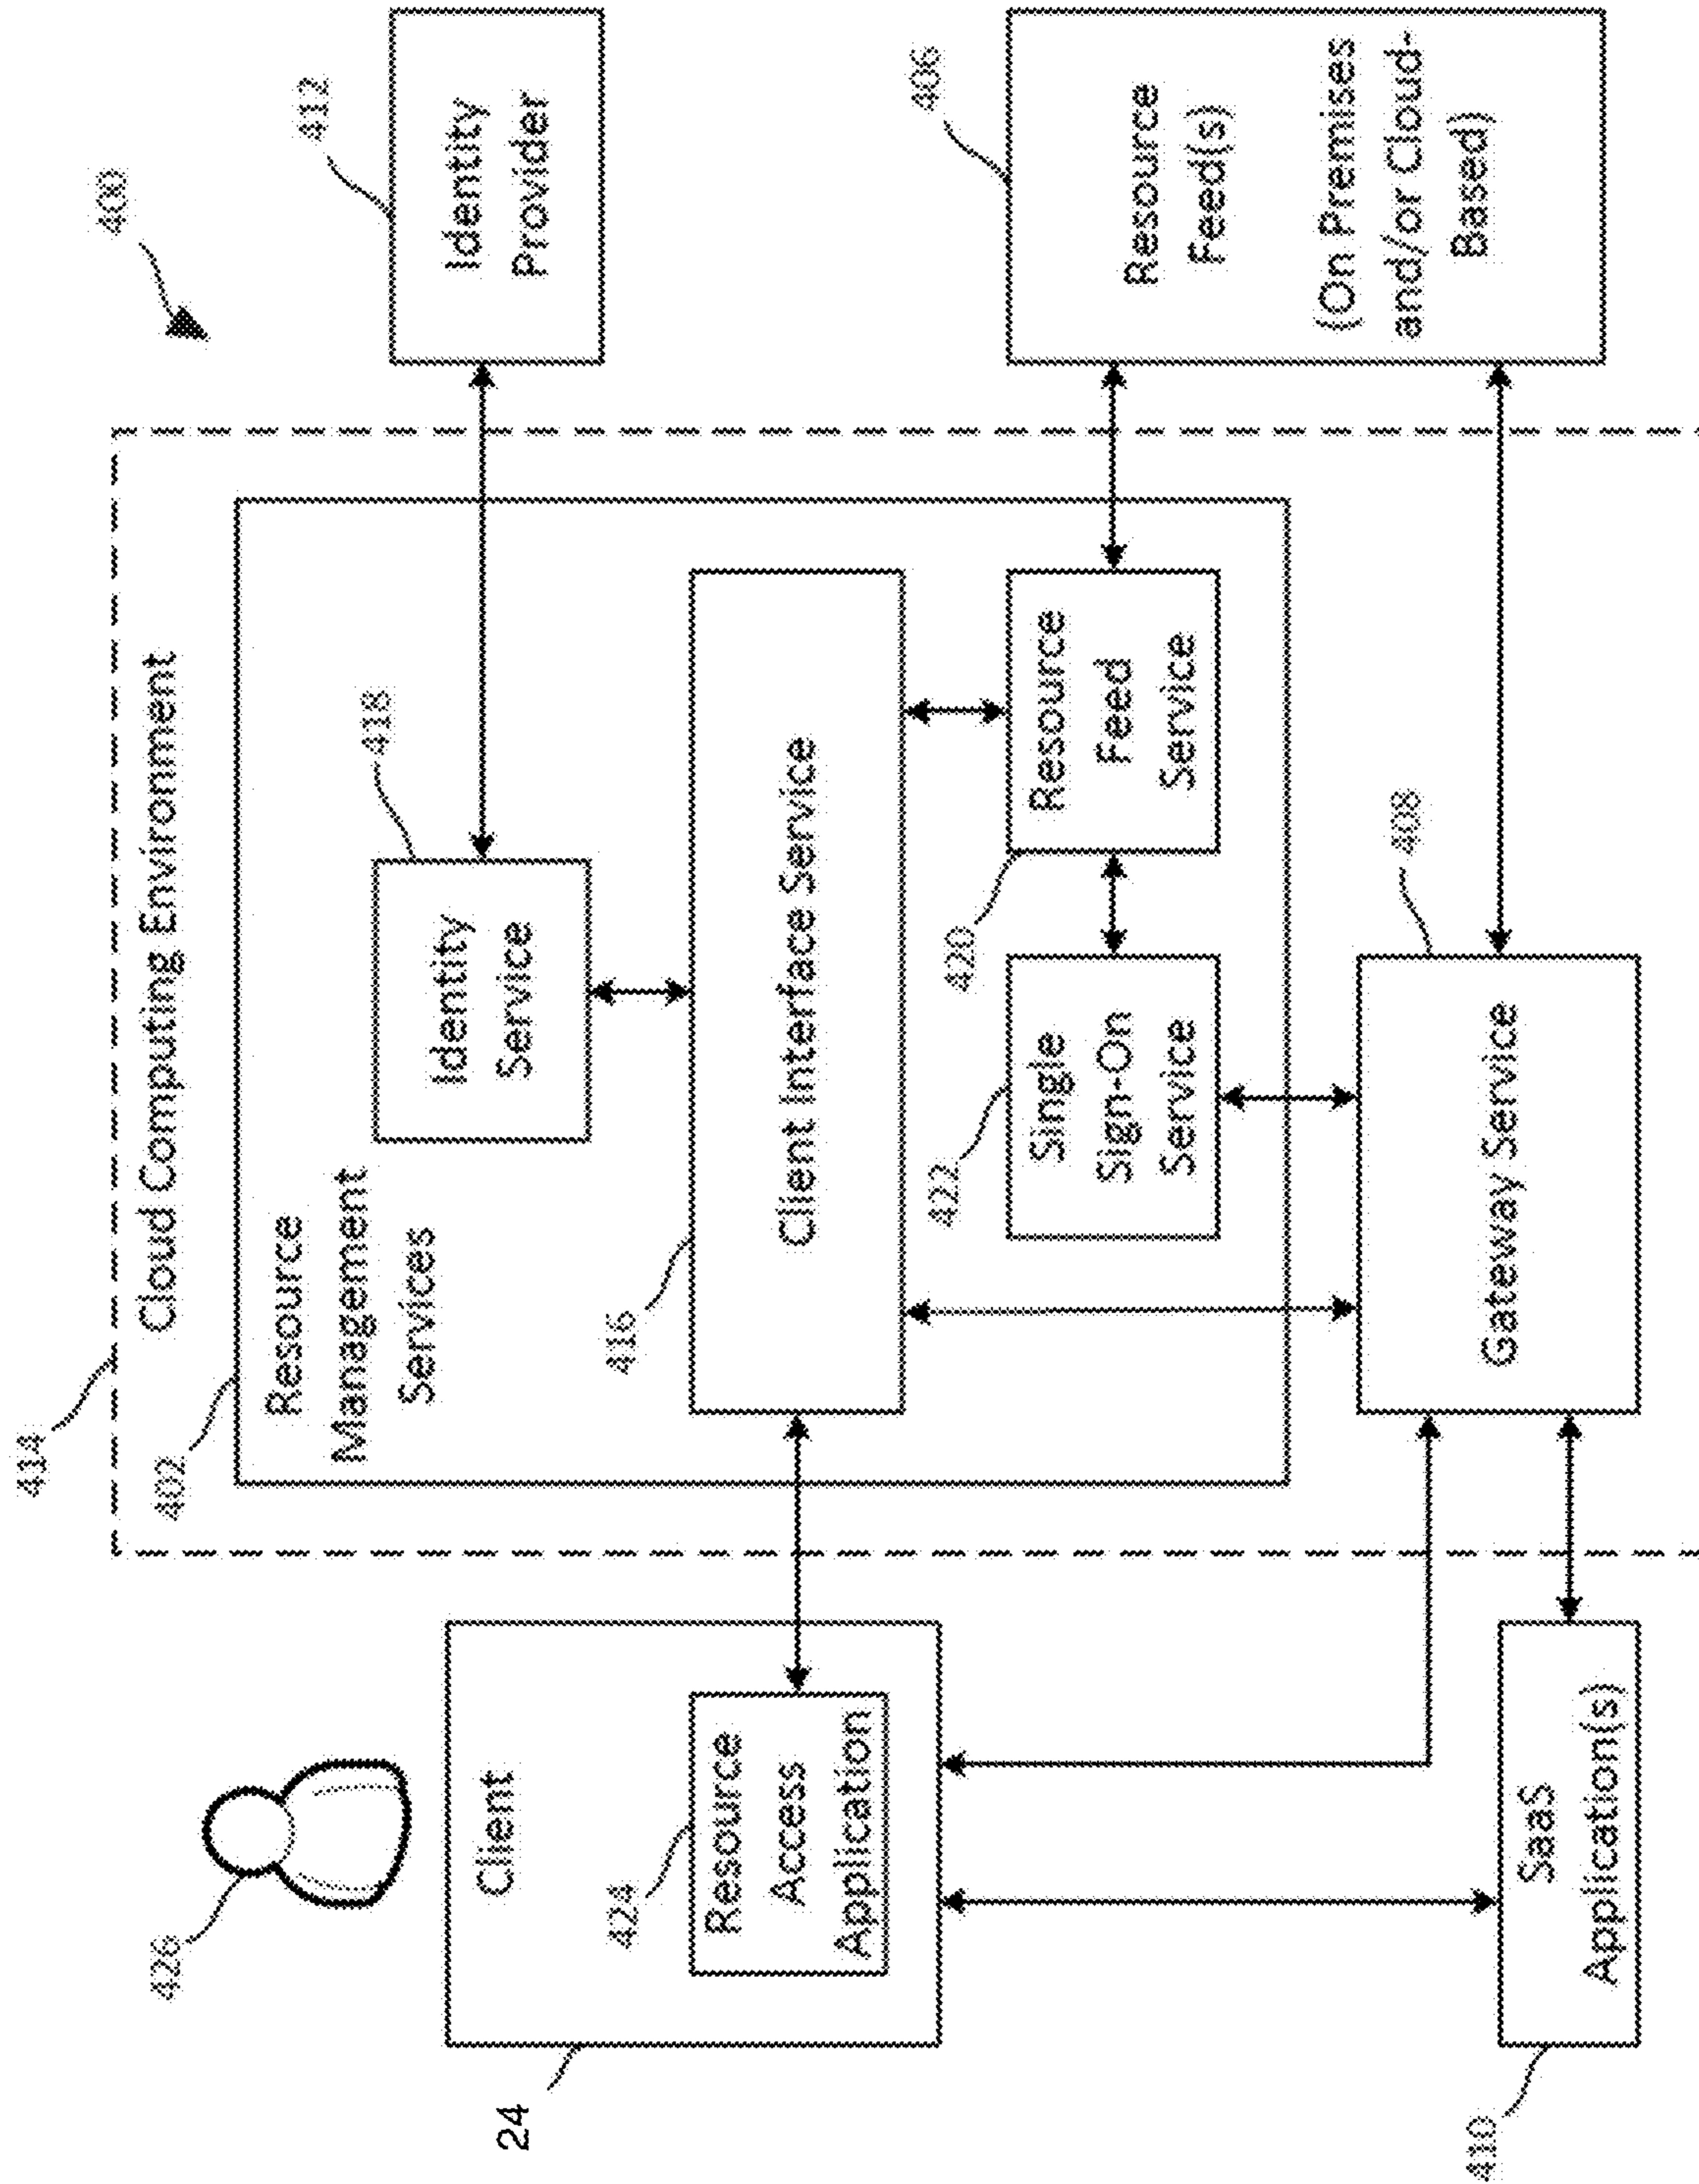 400
414
Cloud Computing Environment
402
Resource
Management
Services
418
Identity
Service
412
Identity
Provider
426
Client
424
Resource
Access
Application
24
416
Client Interface Service
422
Single
Sign-On
Service
420
Resource
Feed
Service
406
Resource
Feed(s)
(On Premises
and/or Cloud-
Based)
408
Gateway Service
410
SaaS
Application(s)